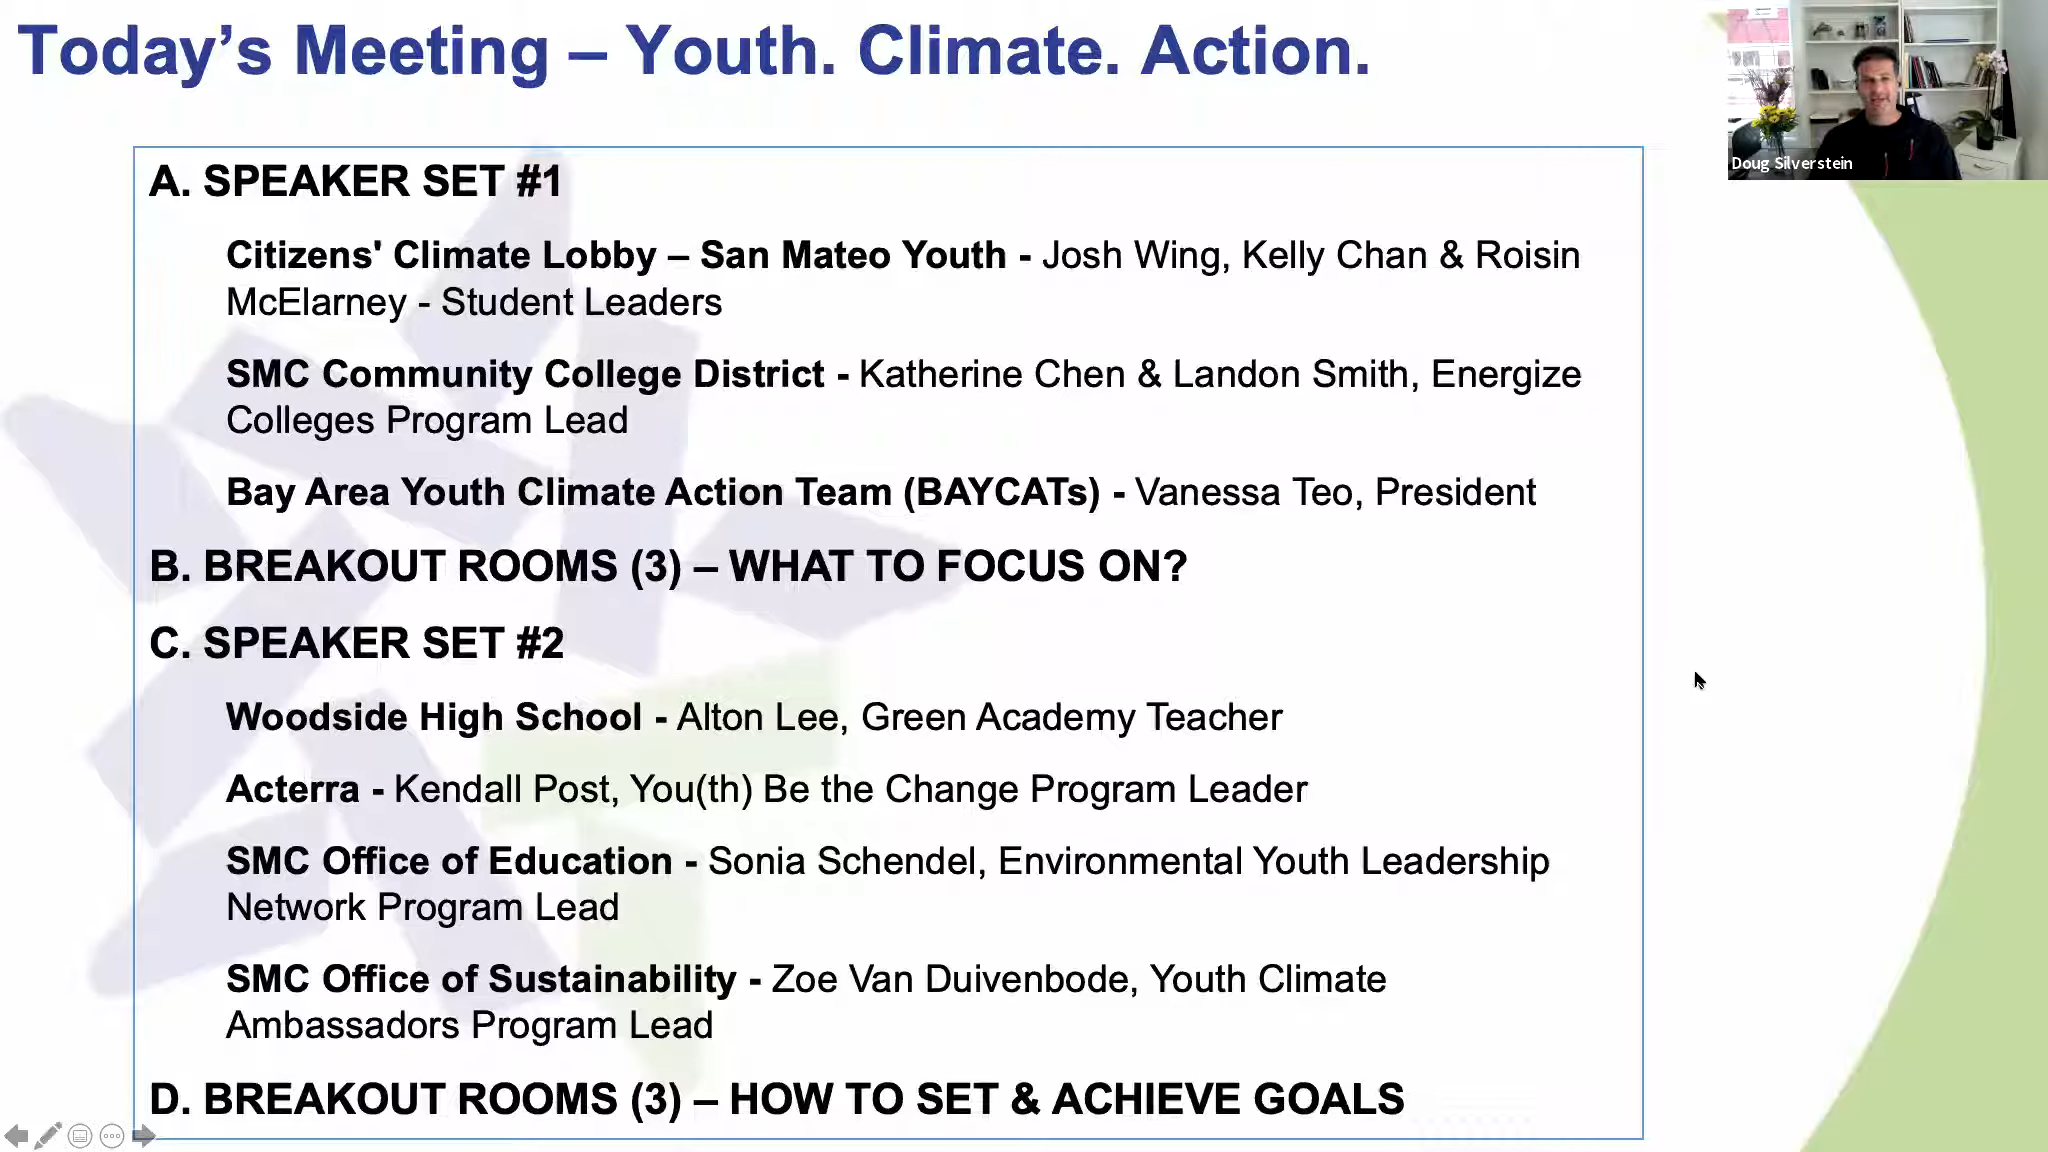 Today's Meeting – Youth. Climate. Action.
Doug Silverstein
A. SPEAKER SET #1
Citizens' Climate Lobby – San Mateo Youth - Josh Wing, Kelly Chan & Roisin
McElarney - Student Leaders
SMC Community College District - Katherine Chen & Landon Smith, Energize
Colleges Program Lead
Bay Area Youth Climate Action Team (BAYCATs) - Vanessa Teo, President
B. BREAKOUT ROOMS (3) – WHAT TO FOCUS ON?
C. SPEAKER SET #2
Woodside High School - Alton Lee, Green Academy Teacher
Acterra - Kendall Post, You(th) Be the Change Program Leader
SMC Office of Education - Sonia Schendel, Environmental Youth Leadership
Network Program Lead
SMC Office of Sustainability - Zoe Van Duivenbode, Youth Climate
Ambassadors Program Lead
D. BREAKOUT ROOMS (3) – HOW TO SET & ACHIEVE GOALS